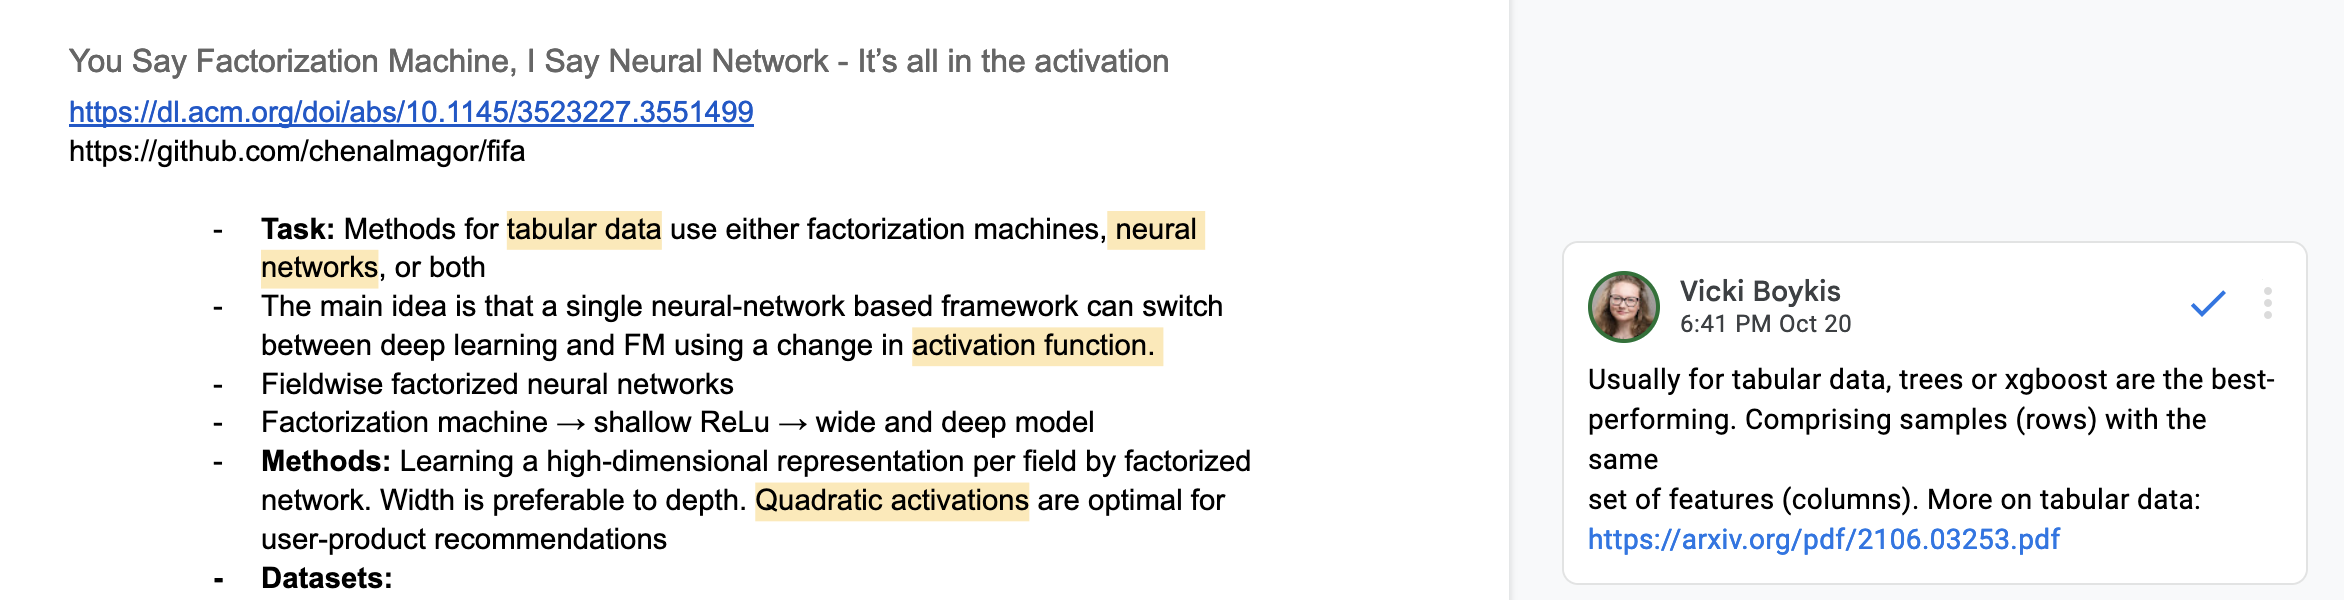 You Say Factorization Machine, I Say Neural Network - It’s all in the activation
https://dl.acm.org/doi/abs/10.1145/3523227.3551499
https://github.com/chenalmagor/fifa
- Task: Methods for tabular data use either factorization machines, neural
networks, or both
- The main idea is that a single neural-network based framework can switch
between deep learning and FM using a change in activation function.
- Fieldwise factorized neural networks
- Factorization machine → shallow ReLu → wide and deep model
- Methods: Learning a high-dimensional representation per field by factorized
network. Width is preferable to depth. Quadratic activations are optimal for
user-product recommendations
- Datasets:
Vicki Boykis
6:41 PM Oct 20
Usually for tabular data, trees or xgboost are the best-
performing. Comprising samples (rows) with the
same
set of features (columns). More on tabular data:
https://arxiv.org/pdf/2106.03253.pdf